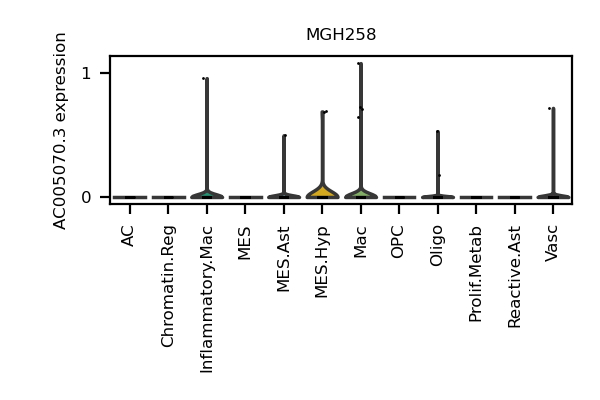 MGH258
AC005070.3 expression
1
0
AC
Chromatin.Reg
Inflammatory.Mac
MES
MES.Ast
MES.Hyp
Mac
OPC
Oligo
Prolif.Metab
Reactive.Ast
Vasc